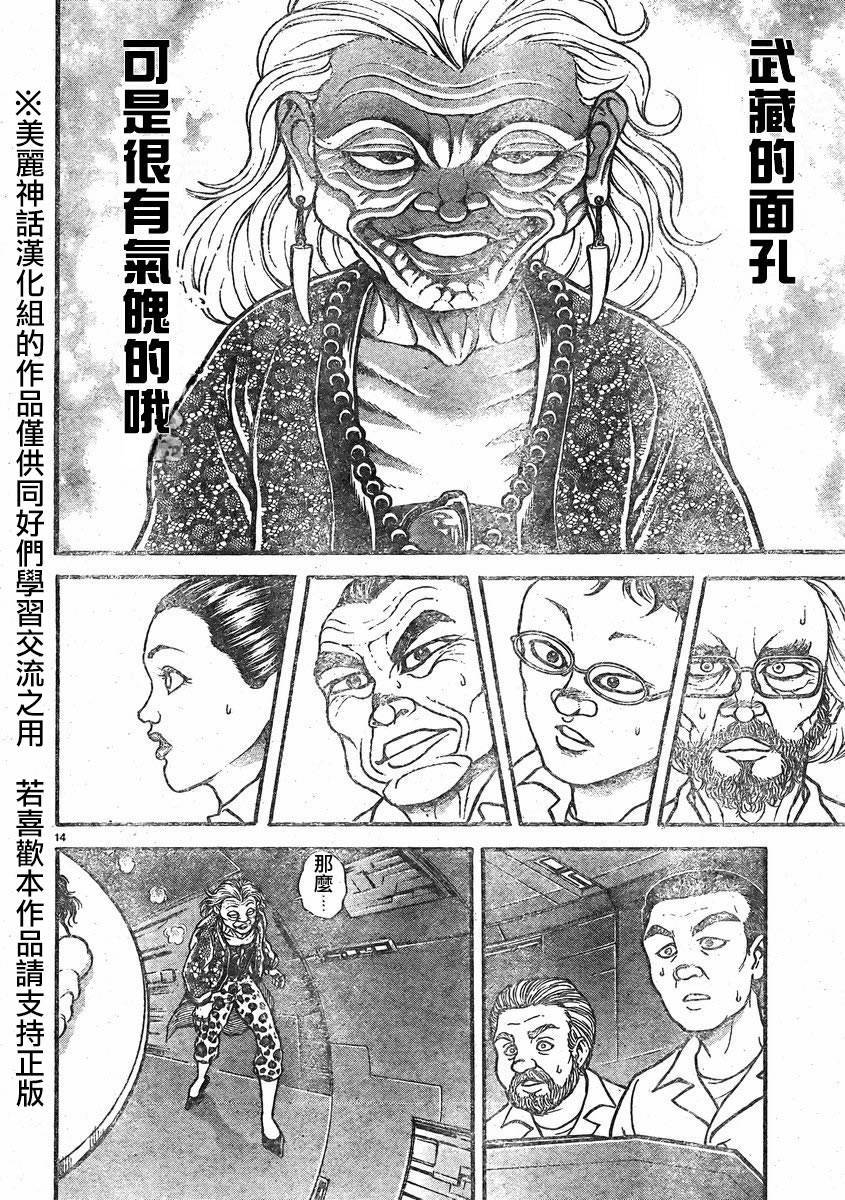 武藏的面孔
可是很有氣魄的哦
14
那麼……
※美麗神話漢化組的作品僅供同好們學習交流之用 若喜歡本作品請支持正版